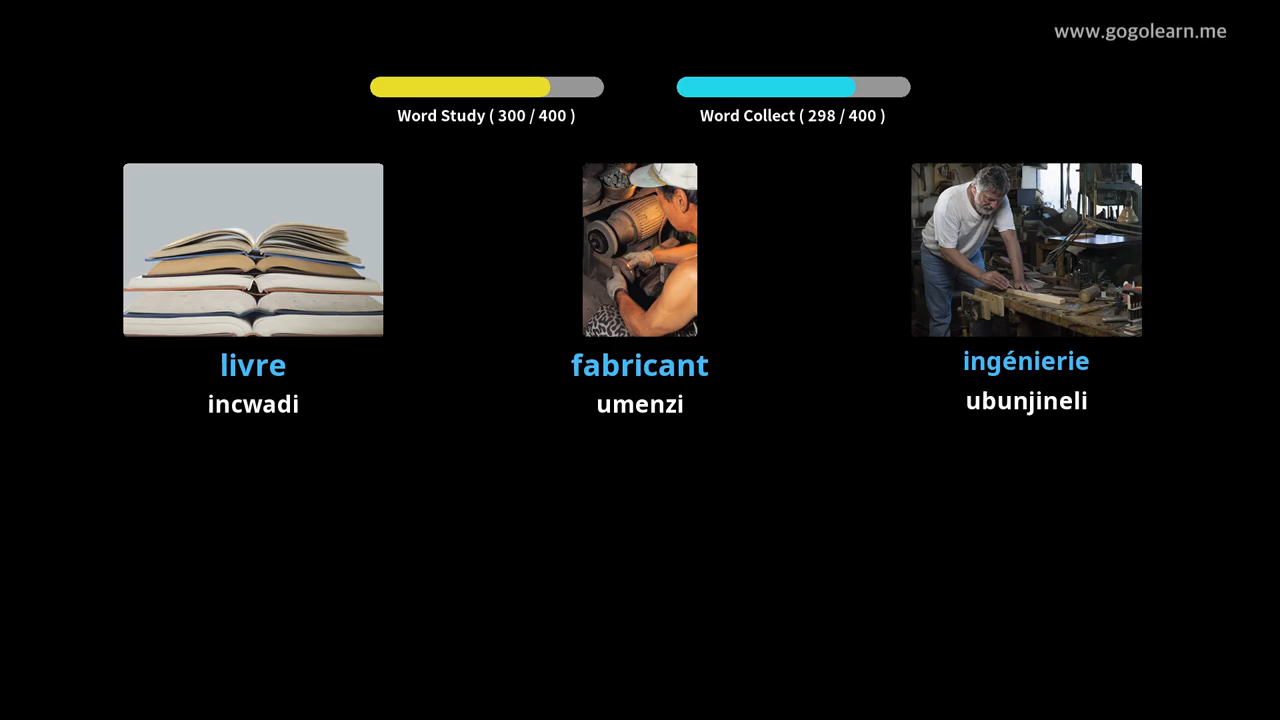 www.gogolearn.me
Word Study ( 300 / 400 )
Word Collect ( 298 / 400 )
livre
incwadi
fabricant
umenzi
ingénierie
ubunjineli